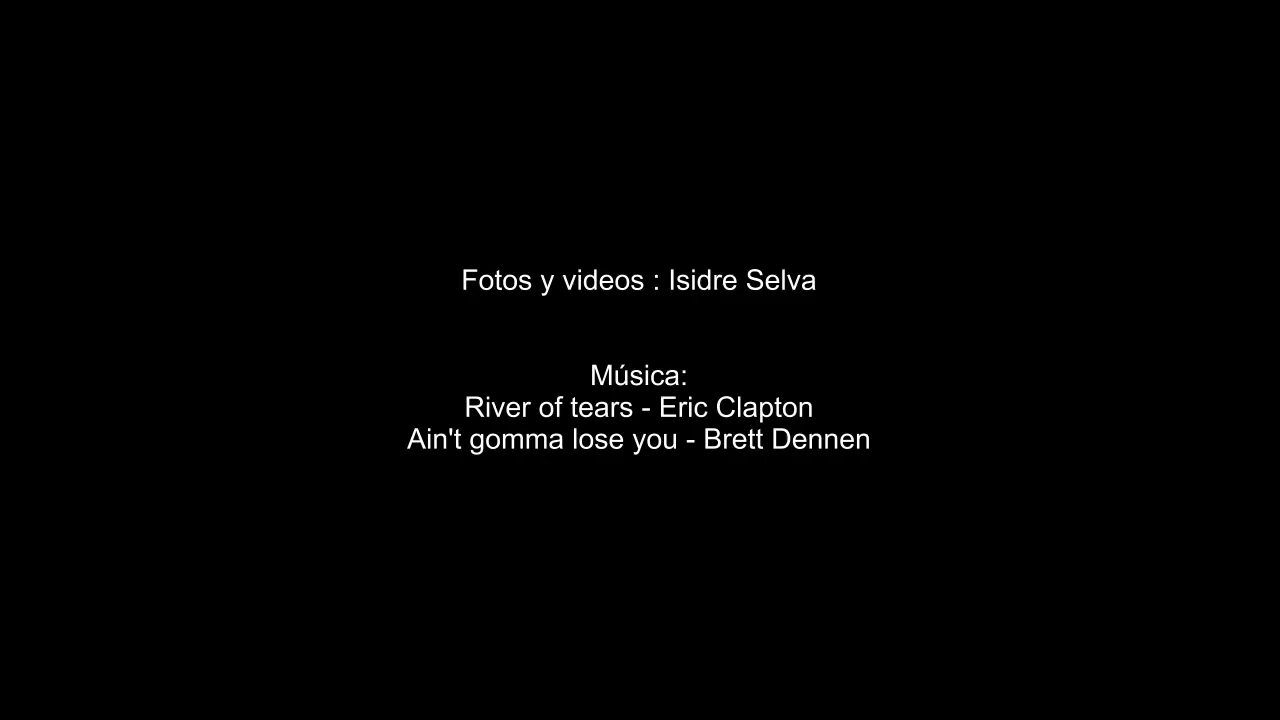 Fotos y videos : Isidre Selva
Música:
River of tears - Eric Clapton
Ain't gomma lose you - Brett Dennen